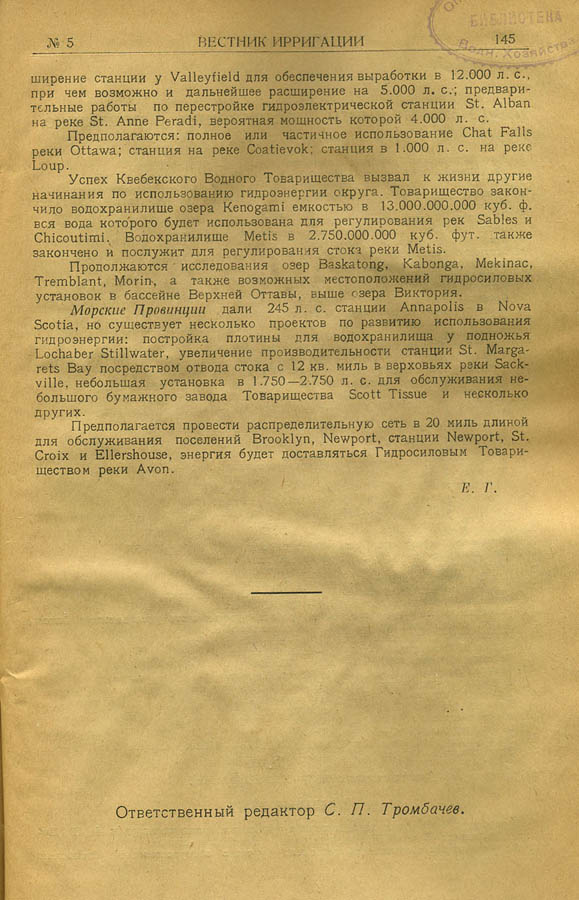 № 5
ВЕСТНИК ИРРИГАЦИИ
145
БИБЛИОТЕКА
Водн. Хозяйства
ширение станции у Valleyfield для обеспечения выработки в 12.000 л. с.,
при чем возможно и дальнейшее расширение на 5.000 л. с.; предвари-
тельные работы по перестройке гидроэлектрической станции St. Alban
на реке St. Anne Peradi, вероятная мощность которой 4.000 л. с.
Предполагаются: полное или частичное использование Chat Falls
реки Ottawa; станция на реке Coatievok; станция в 1.000 л. с. на реке
Loup.
Успех Квебекского Водного Товарищества вызвал к жизни другие
начинания по использованию гидроэнергии округа. Товарищество закон-
чило водохранилище озера Kenogami емкостью в 13.000.000.000 куб. ф.
вся вода которого будет использована для регулирования рек Sables и
Chicoutimi. Водохранилище Metis в 2.750.000.000 куб. фут. также
закончено и послужит для регулирования стока реки Metis.
Продолжаются исследования озер Baskatong, Kabonga, Mekinac,
Tremblant, Morin, а также возможных местоположений гидросиловых
установок в бассейне Верхней Оттавы, выше озера Виктория.
Морские Провинции дали 245 л. с. станции Annapolis в Nova
Scotia, но существует несколько проектов по развитию использования
гидроэнергии: постройка плотины для водохранилища у подножья
Lochaber Stillwater, увеличение производительности станции St. Marga-
rets Bay посредством отвода стока с 12 кв. миль в верховьях реки Sack-
ville, небольшая установка в 1.750—2.750 л. с. для обслуживания не-
большого бумажного завода Товарищества Scott Tissue и несколько
других.
Предполагается провести распределительную сеть в 20 миль длиной
для обслуживания поселений Brooklyn, Newport, станции Newport, St.
Croix и Ellershouse, энергия будет доставляться Гидросиловым Товари-
ществом реки Avon.
Е. Г.
Ответственный редактор С. П. Тромбачев.